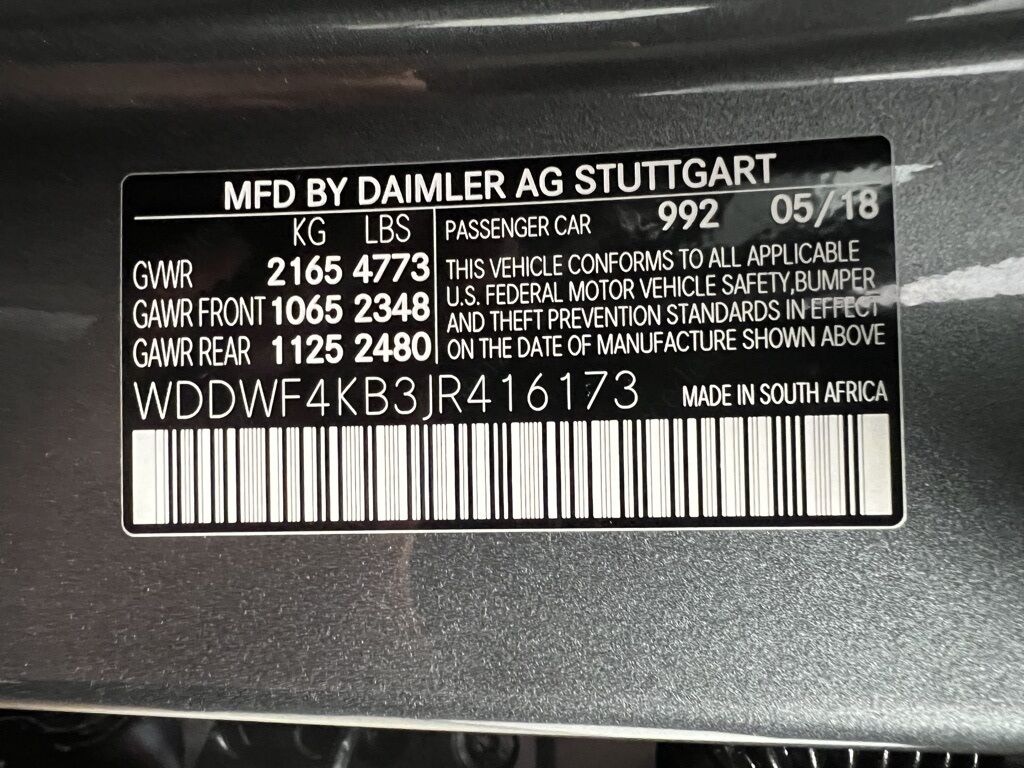 MFD BY DAIMLER AG STUTTGART
KG LBS
GVWR 2165 4773
GAWR FRONT 1065 2348
GAWR REAR 1125 2480
PASSENGER CAR 992 05/18
THIS VEHICLE CONFORMS TO ALL APPLICABLE
U.S. FEDERAL MOTOR VEHICLE SAFETY,BUMPER
AND THEFT PREVENTION STANDARDS IN EFFECT
ON THE DATE OF MANUFACTURE SHOWN ABOVE
WDDWF4KB3JR416173 MADE IN SOUTH AFRICA